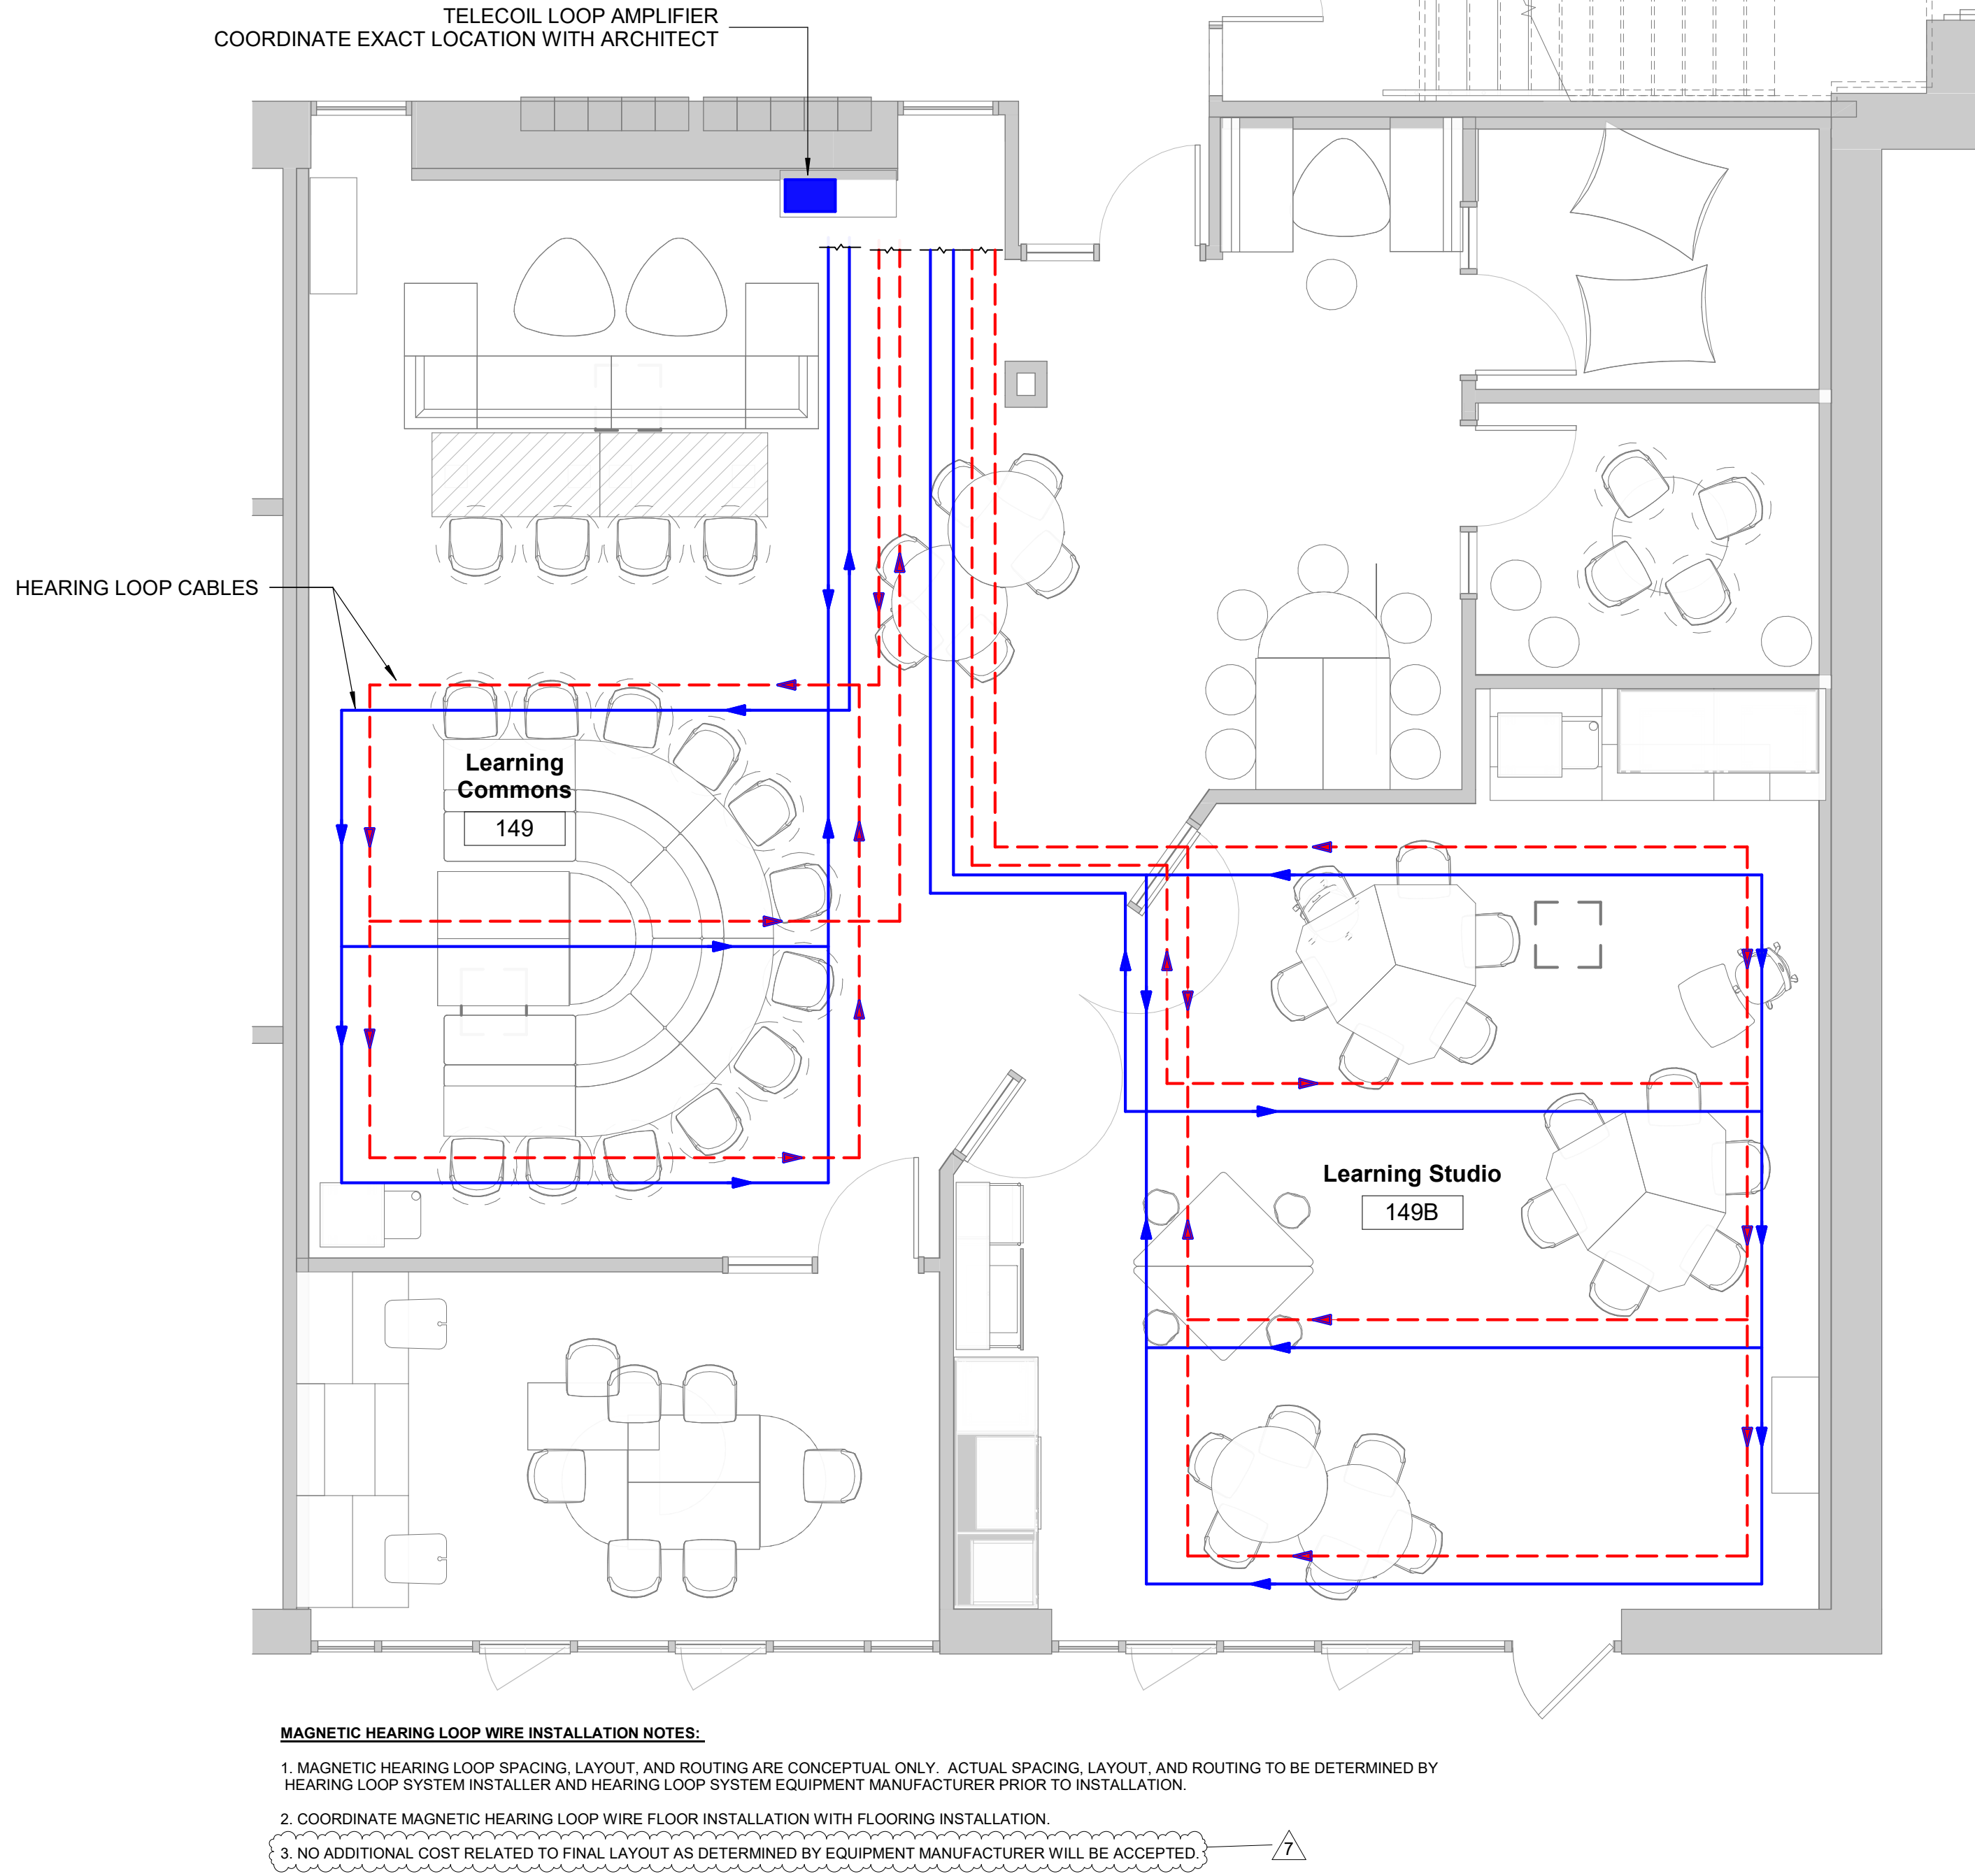 TELECOIL LOOP AMPLIFIER
COORDINATE EXACT LOCATION WITH ARCHITECT
HEARING LOOP CABLES
Learning
Commons
149
Learning Studio
149B
MAGNETIC HEARING LOOP WIRE INSTALLATION NOTES:
1. MAGNETIC HEARING LOOP SPACING, LAYOUT, AND ROUTING ARE CONCEPTUAL ONLY. ACTUAL SPACING, LAYOUT, AND ROUTING TO BE DETERMINED BY
HEARING LOOP SYSTEM INSTALLER AND HEARING LOOP SYSTEM EQUIPMENT MANUFACTURER PRIOR TO INSTALLATION.
2. COORDINATE MAGNETIC HEARING LOOP WIRE FLOOR INSTALLATION WITH FLOORING INSTALLATION.
3. NO ADDITIONAL COST RELATED TO FINAL LAYOUT AS DETERMINED BY EQUIPMENT MANUFACTURER WILL BE ACCEPTED.
7